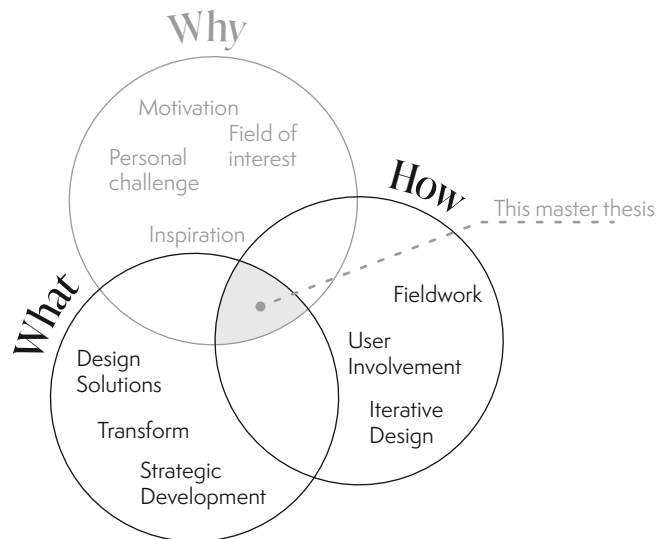 Why
Motivation
Field of
interest
Personal
challenge
Inspiration
How
This master thesis
Fieldwork
User
Involvement
Iterative
Design
What
Design
Solutions
Transform
Strategic
Development